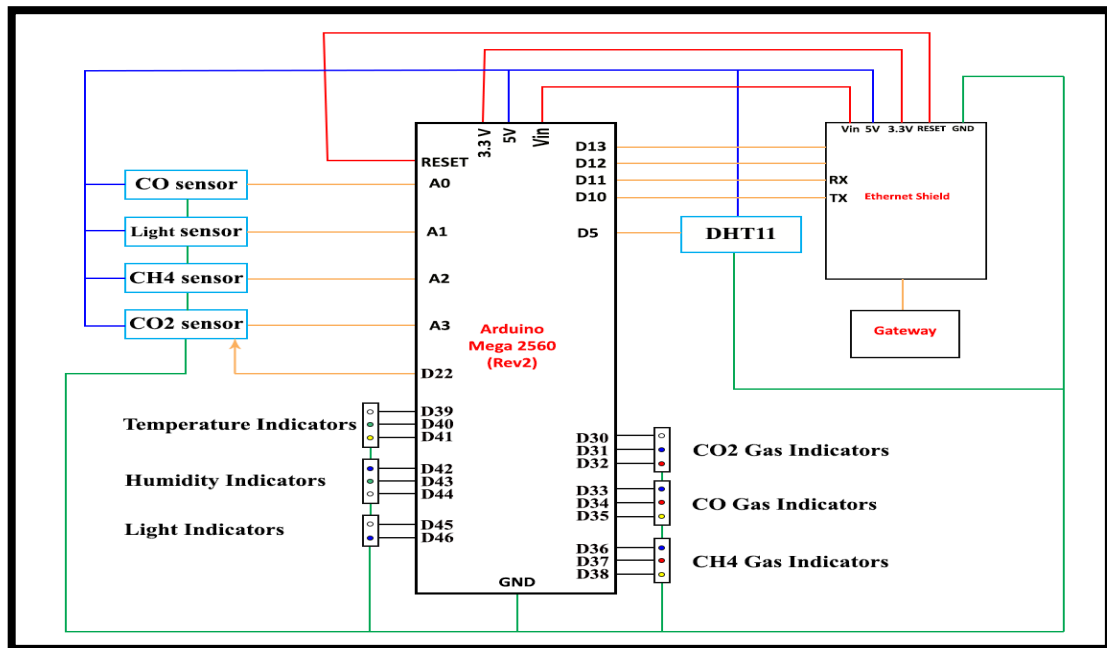 3.3 V
5V
Vin
RESET
Vin 5V 3.3V RESET GND
D13
D12
D11
D10
RX
TX
Ethernet Shield
CO sensor
A0
Light sensor
A1
D5
DHT11
CH4 sensor
A2
CO2 sensor
A3
Arduino
Mega 2560
(Rev2)
Gateway
D22
Temperature Indicators
D39
D40
D41
Humidity Indicators
D42
D43
D44
Light Indicators
D45
D46
D30
D31
D32
CO2 Gas Indicators
D33
D34
D35
CO Gas Indicators
D36
D37
D38
CH4 Gas Indicators
GND